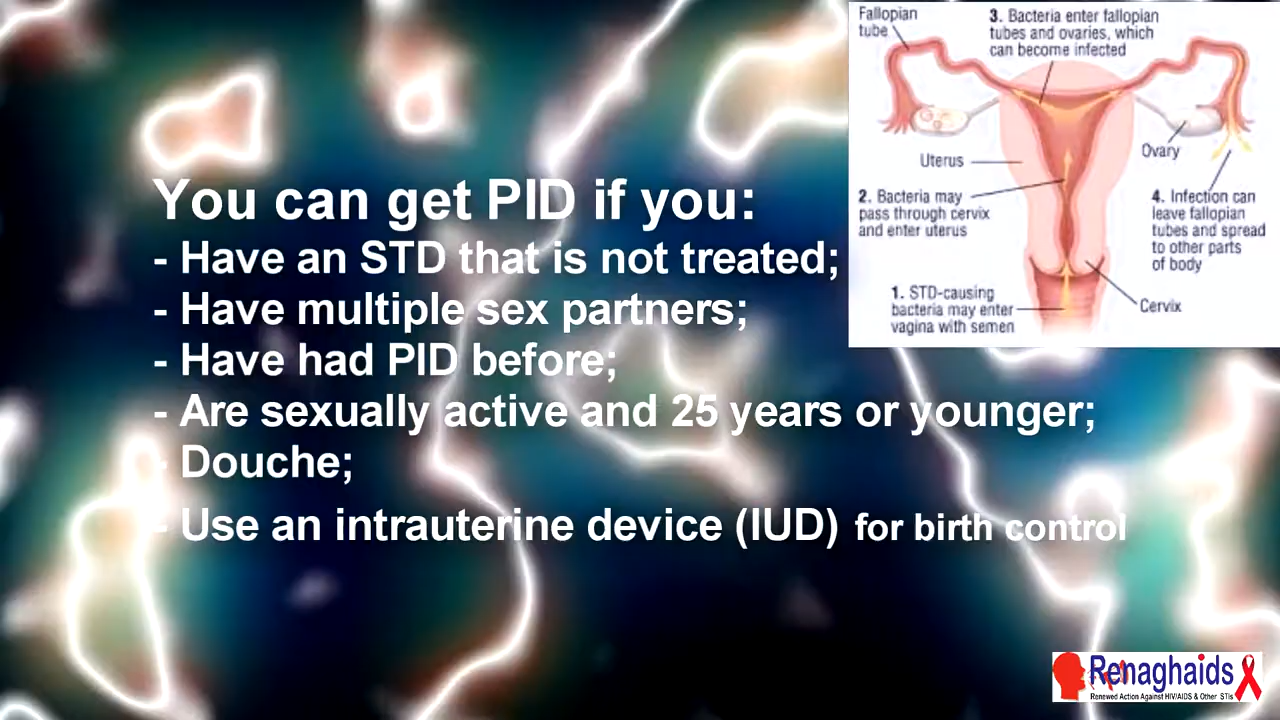 You can get PID if you:
- Have an STD that is not treated;
- Have multiple sex partners;
- Have had PID before;
- Are sexually active and 25 years or younger;
- Douche;
- Use an intrauterine device (IUD) for birth control
Fallopian
tube
3. Bacteria enter fallopian
tubes and ovaries, which
can become infected
Uterus
Ovary
2. Bacteria may
pass through cervix
and enter uterus
4. Infection can
leave fallopian
tubes and spread
to other parts
of body
1. STD-causing
bacteria may enter
vagina with semen
Cervix
Renaghaids
Renewed Action Against HIV/AIDS & Other STIs